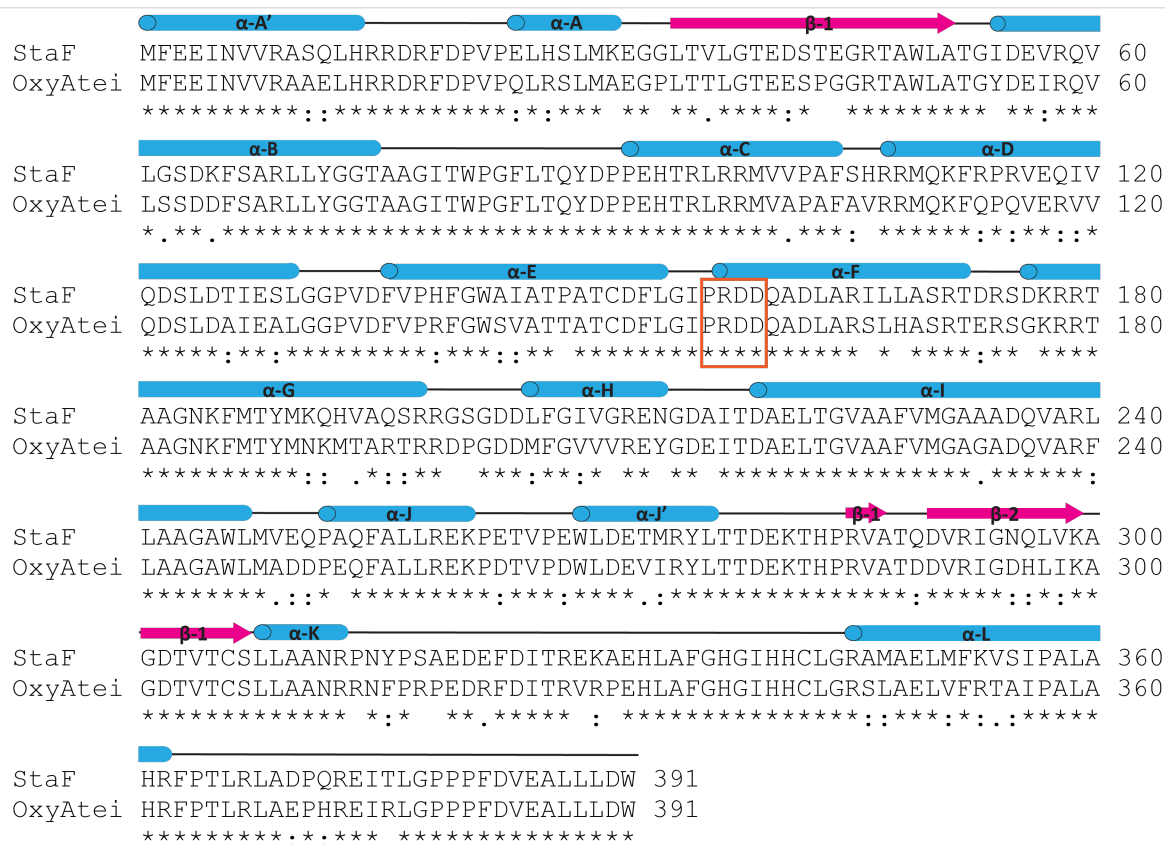 α-A’ α-A β-1
StaF MFEEINVVRASQLHRRDRFDPVPELHSLMKEGGLTVLGTEDSTEGRTAWLATGIDEVRQV 60
OxyAtei MFEEINVVRAAELHRRDRFDPVPQLRSLMAEGPLTTLGTEESPGGRTAWLATGYDEIRQV 60
**********::***********:*:*** ** **.****:* ********* **:***
α-B α-C α-D
StaF LGSDKFSARLLYGGTAAGITWPGFLTQYDPPEHTRLRRMVVPAFSHRRMQKFRPRVEQIV 120
OxyAtei LSSDDFSARLLYGGTAAGITWPGFLTQYDPPEHTRLRRMVAPAFAVRRMQKFQPQVERVV 120
*.**.***********************************.***: ******:*:**::*
α-E α-F
StaF QDSLDTIESLGGPVDFVPHFGWAIATPATCDFLGIPRDDQADLARILLASRTDRSDKRRT 180
OxyAtei QDSLDAIEALGGPVDFVPRFGWSVATTATCDFLGIPRDDQADLARSLHASRTERSGKRRT 180
*****:**:*********:***::** ****************** * ****:** ****
α-G α-H α-I
StaF AAGNKFMTYMKQHVAQSRRGSGDDLFGIVGRENGDAITDAELTGVAAFVMGAAADQVARL 240
OxyAtei AAGNKFMTYMNKMTARTRRDPGDDMFGVVVREYGDEITDAELTGVAAFVMGAGADQVARF 240
**********:: .*::** ***:**:* ** ** ****************.******:
α-J α-J’ β-1 β-2
StaF LAAGAWLMVEQPAQFALLREKPETVPEWLDETMRYLTTDEKTHPRVATQDVRIGNQLVKA 300
OxyAtei LAAGAWLMADDPEQFALLREKPDTVPDWLDEVIRYLTTDEKTHPRVATDDVRIGDHLIKA 300
********.::* *********:***:****.:***************:*****::*:**
β-1 α-K α-L
StaF GDTVTCSLLAANRPNYPSAEDEFDITREKAEHLAFGHGIHHCLGRAMAELMFKVSIPALA 360
OxyAtei GDTVTCSLLAANRRNFPRPEDRFDITRVRPEHLAFGHGIHHCLGRSLAELVFRTAIPALA 360
************* *:* **.***** : ***************::***:*:.:*****
StaF HRFPTLRLADPQREITLGPPPFDVEALLLDW 391
OxyAtei HRFPTLRLAEPHREIRLGPPPFDVEALLLDW 391
*********:*:*** ***************